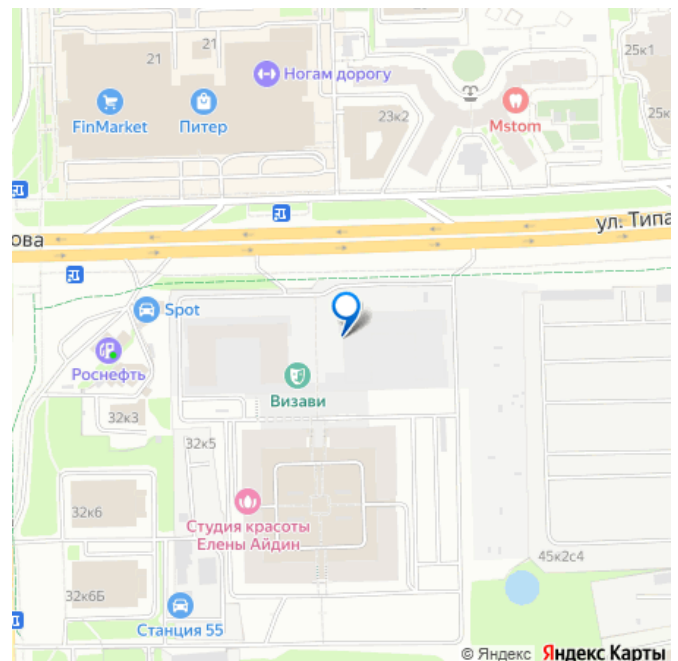 21
21
Ногам дорогу
25к1
FinMarket
Питер
23к2
Mstom
25к
ова
ул. Типа
Spot
Роснефть
Визави
32к3
32к5
32к6
Студия красоты
Елены Айдин
45к2с4
32к6Б
Станция 55
© Яндекс Яндекс Карты